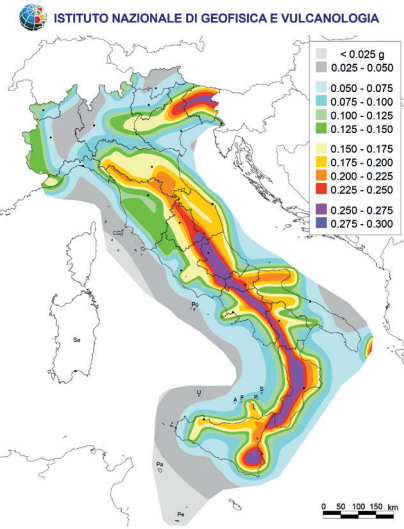 ISTITUTO NAZIONALE DI GEOFISICA E VULCANOLOGIA
< 0.025 g
0.025 - 0.050
0.050 - 0.075
0.075 - 0.100
0.100 - 0.125
0.125 - 0.150
0.150 - 0.175
0.175 - 0.200
0.200 - 0.225
0.225 - 0.250
0.250 - 0.275
0.275 - 0.300
Po
Sa
U
A
F
P
S
Pa
Pe
0 50 100 150 km